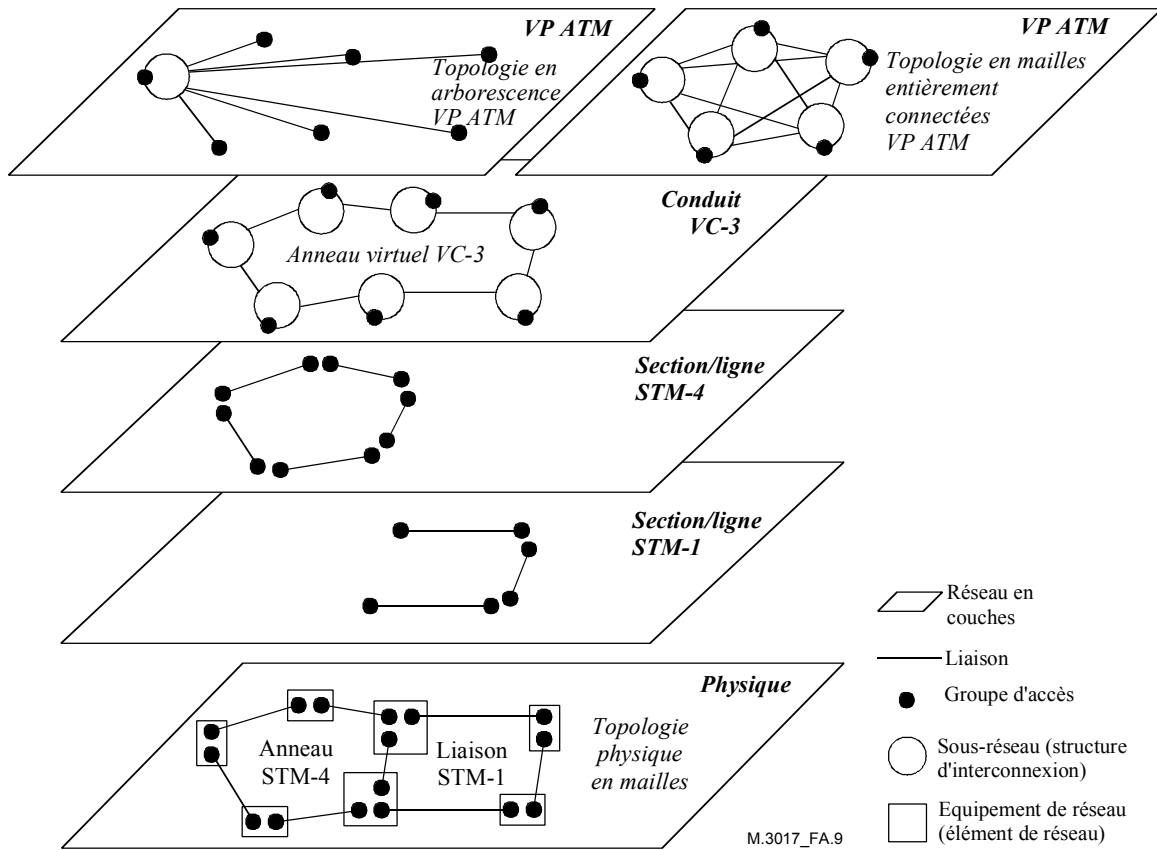 VP ATM
Topologie en
arborescence
VP ATM
VP ATM
Topologie en mailles
entièrement
connectées
VP ATM
Conduit
VC-3
Anneau virtuel VC-3
Section/ligne
STM-4
Section/ligne
STM-1
Physique
Anneau
STM-4
Liaison
STM-1
Topologie
physique
en mailles
Réseau en
couches
Liaison
Groupe d'accès
Sous-réseau (structure
d'interconnexion)
Equipement de réseau
(élément de réseau)
M.3017_FA.9